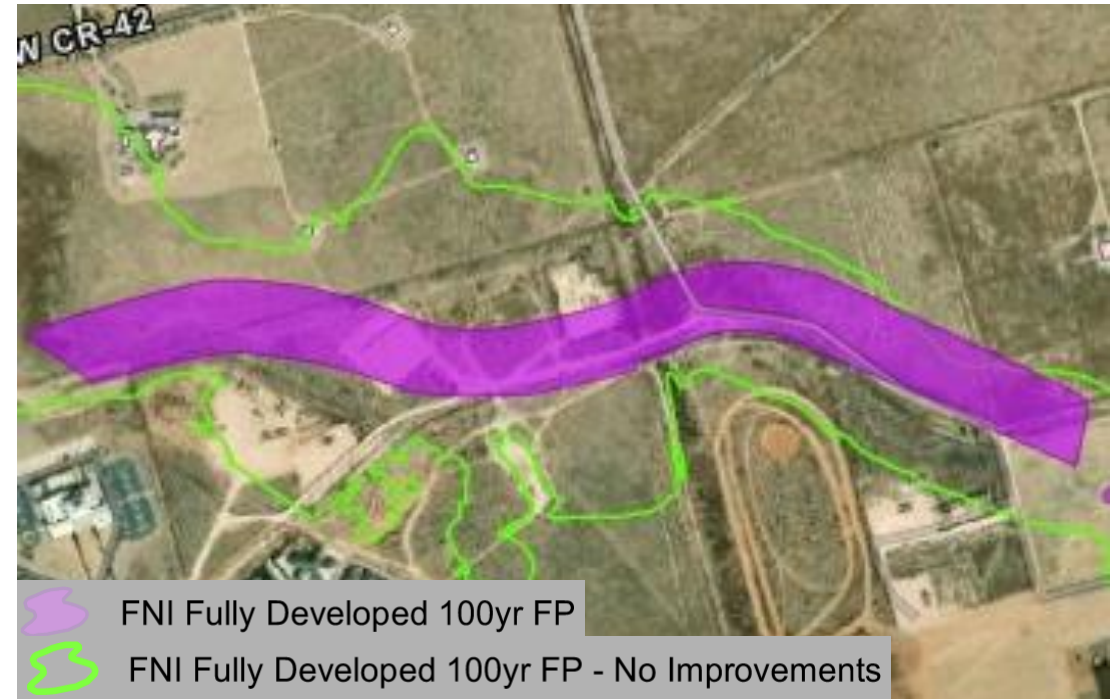 W CR-42
FNI Fully Developed 100yr FP
FNI Fully Developed 100yr FP - No Improvements